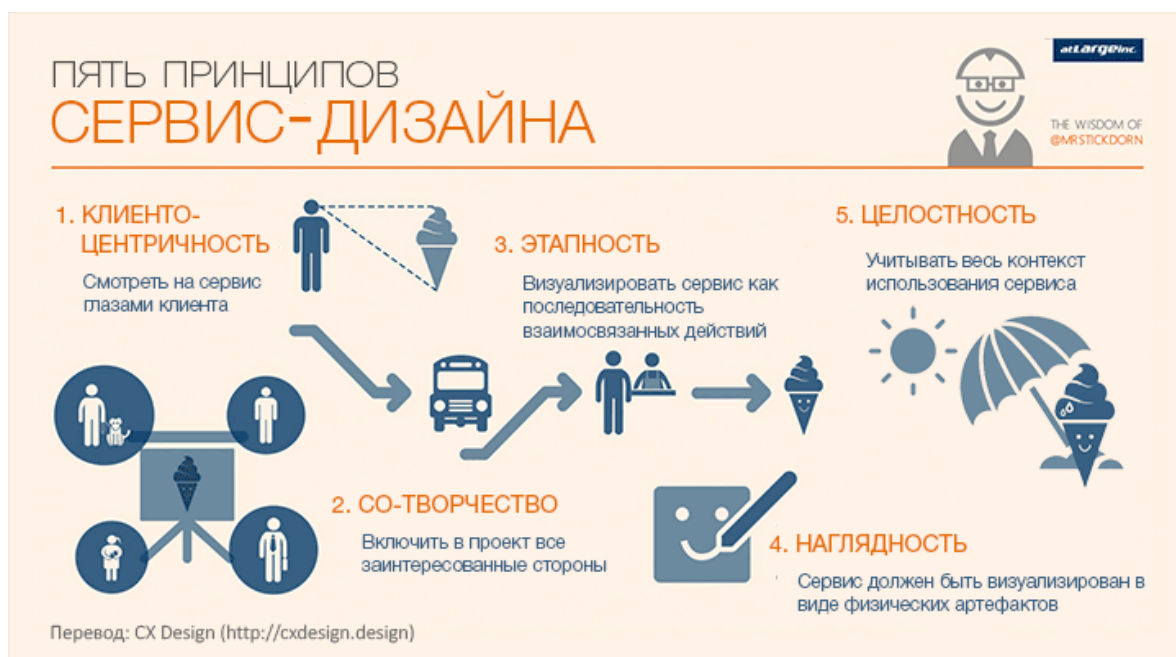 ПЯТЬ ПРИНЦИПОВ
СЕРВИС-ДИЗАЙНА
atLargeinc.
THE WISDOM OF
@MRSTICKDORN
1. КЛИЕНТО-
ЦЕНТРИЧНОСТЬ
Смотреть на сервис
глазами клиента
2. СО-ТВОРЧЕСТВО
Включить в проект все
заинтересованные стороны
3. ЭТАПНОСТЬ
Визуализировать сервис как
последовательность
взаимосвязанных действий
4. НАГЛЯДНОСТЬ
Сервис должен быть визуализирован в
виде физических артефактов
5. ЦЕЛОСТНОСТЬ
Учитывать весь контекст
использования сервиса
Перевод: CX Design (http://cxdesign.design)